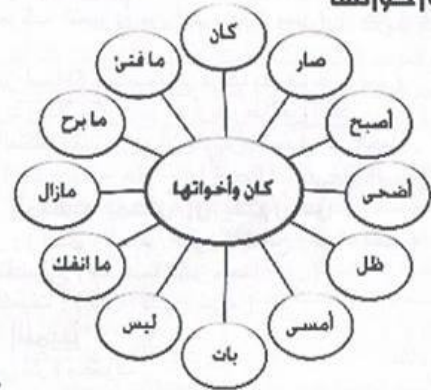 كان وأخواتها
كان
صار
أصبح
أضحى
ظل
أمسى
بات
ليس
ما انفك
مازال
ما برح
ما فتئ